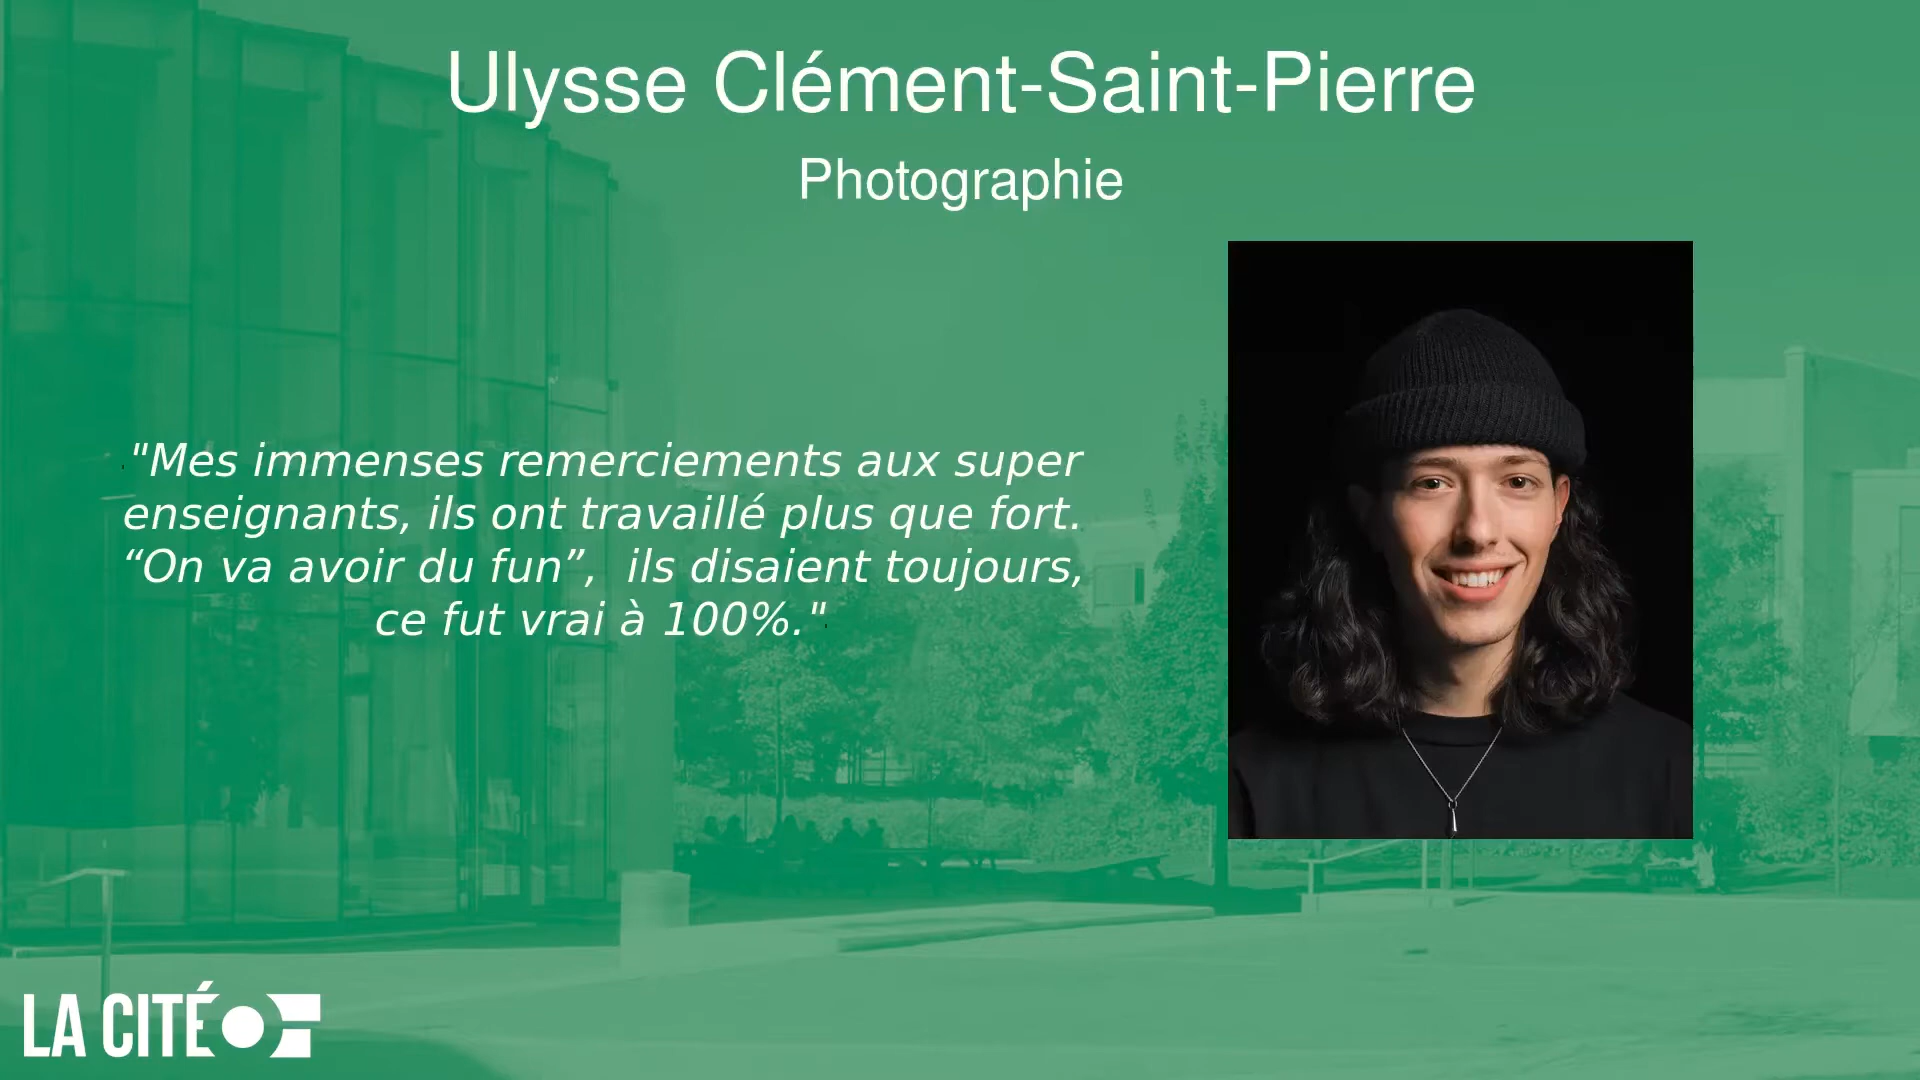 Ulysse Clément-Saint-Pierre
Photographie
"Mes immenses remerciements aux super
enseignants, ils ont travaillé plus que fort.
“On va avoir du fun”,  ils disaient toujours,
ce fut vrai à 100%."
LA CITÉ